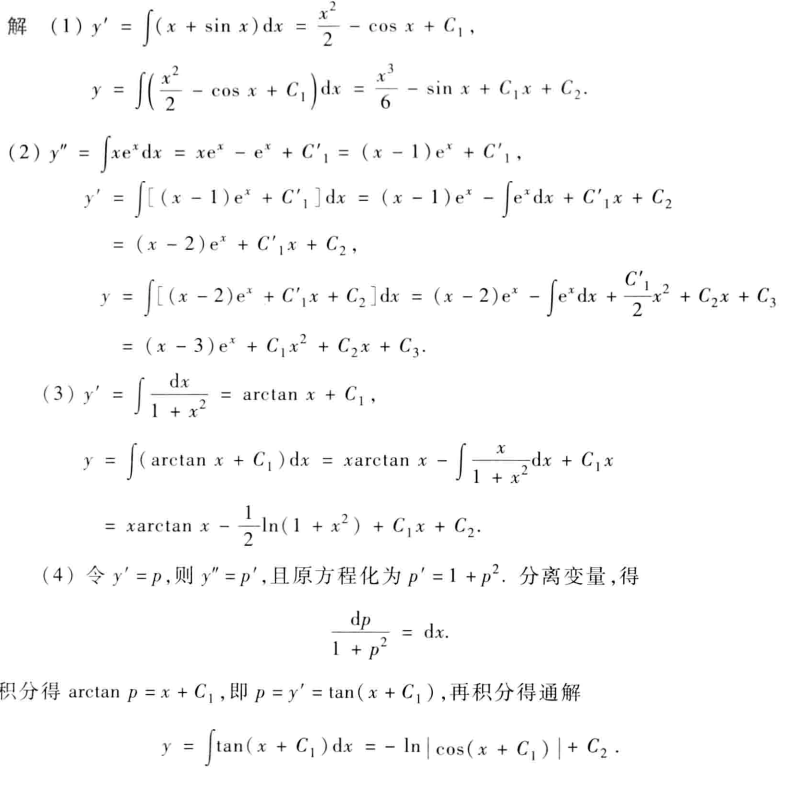 解 (1) y′ = ∫(x + sin x)dx = x²/2 − cos x + C₁ ,
y = ∫(x²/2 − cos x + C₁)dx = x³/6 − sin x + C₁x + C₂.
(2) y″ = ∫xeˣdx = xeˣ − eˣ + C′₁ = (x − 1)eˣ + C′₁ ,
y′ = ∫[(x − 1)eˣ + C′₁]dx = (x − 1)eˣ − ∫eˣdx + C′₁x + C₂
= (x − 2)eˣ + C′₁x + C₂ ,
y = ∫[(x − 2)eˣ + C′₁x + C₂]dx = (x − 2)eˣ − ∫eˣdx + C′₁/2 x² + C₂x + C₃
= (x − 3)eˣ + C₁x² + C₂x + C₃.
(3) y′ = ∫dx/(1 + x²) = arctan x + C₁ ,
y = ∫(arctan x + C₁)dx = xarctan x − ∫x/(1 + x²)dx + C₁x
= xarctan x − 1/2 ln(1 + x²) + C₁x + C₂.
(4) 令 y′ = p,则 y″ = p′,且原方程化为 p′ = 1 + p². 分离变量,得
dp/(1 + p²) = dx.
积分得 arctan p = x + C₁ ,即 p = y′ = tan(x + C₁),再积分得通解
y = ∫tan(x + C₁)dx = − ln|cos(x + C₁)| + C₂ .